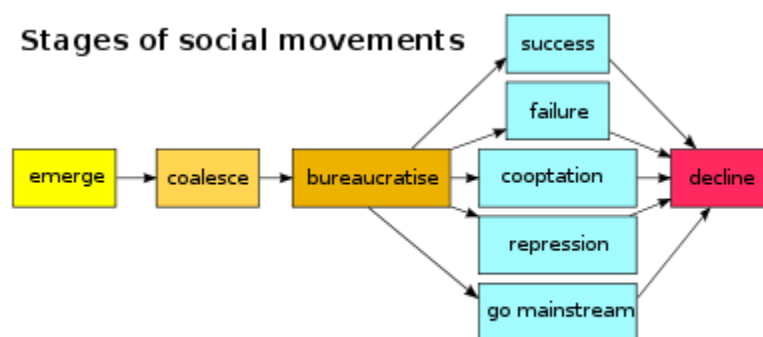 Stages of social movements
success
failure
emerge
coalesce
bureaucratise
cooptation
decline
repression
go mainstream